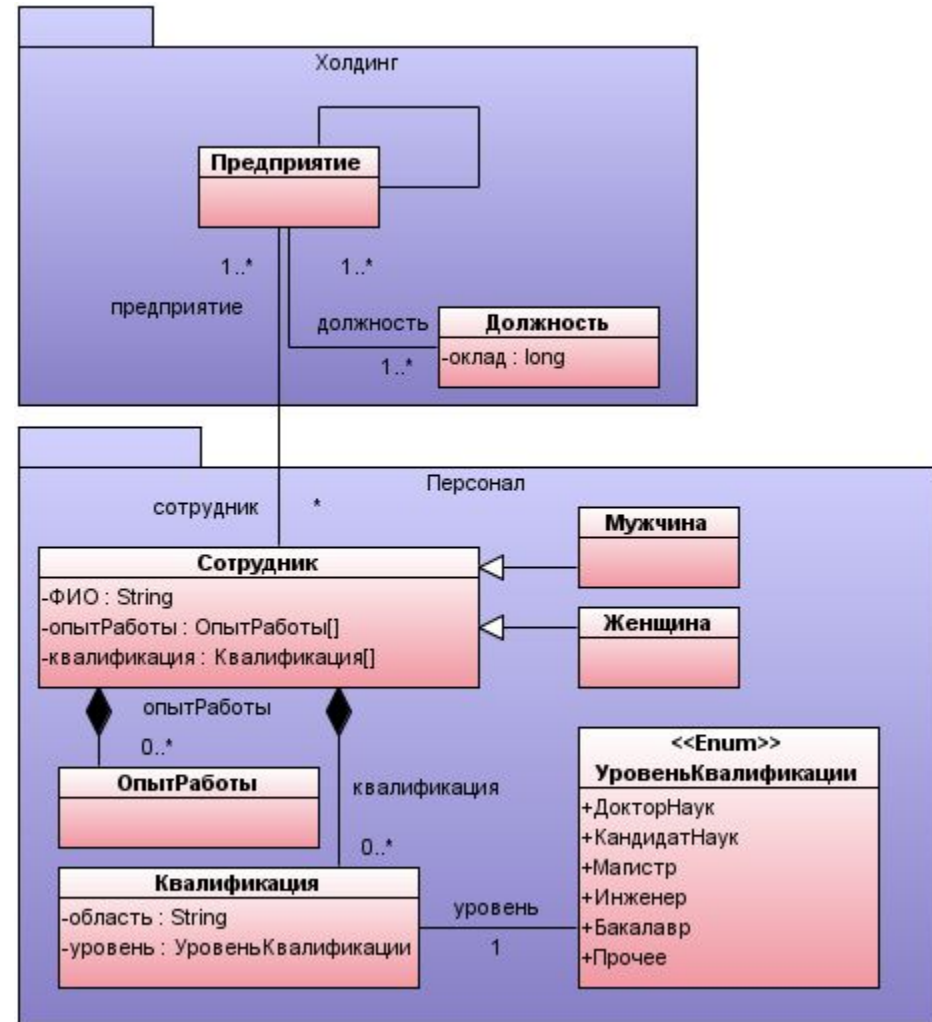 Холдинг
Предприятие
1..*
1..*
предприятие
должность
1..*
Должность
-оклад : long
Персонал
сотрудник
*
Сотрудник
-ФИО : String
-опытРаботы : ОпытРаботы[]
-квалификация : Квалификация[]
Мужчина
Женщина
опытРаботы
0..*
ОпытРаботы
квалификация
0..*
Квалификация
-область : String
-уровень : УровеньКвалификации
уровень
1
<<Enum>>
УровеньКвалификации
+ДокторНаук
+КандидатНаук
+Магистр
+Инженер
+Бакалавр
+Прочее